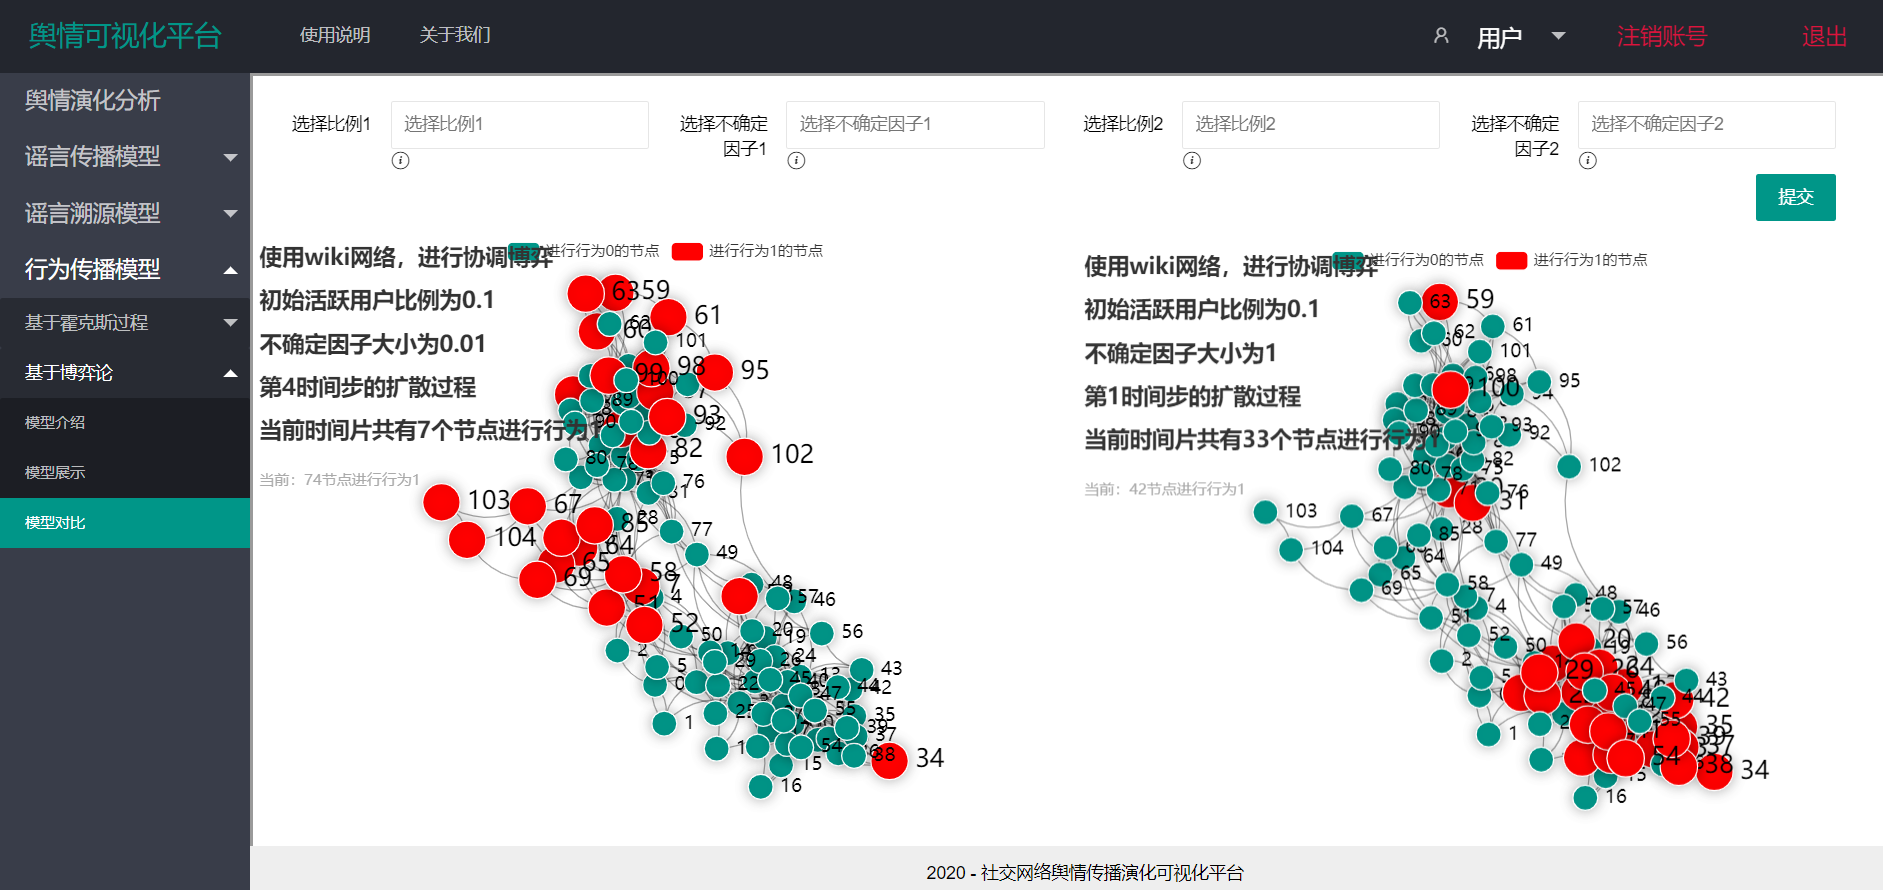 舆情可视化平台
使用说明
关于我们
用户
注销账号
退出
舆情演化分析
谣言传播模型
谣言溯源模型
行为传播模型
基于霍克斯过程
基于博弈论
模型介绍
模型展示
模型对比
选择比例1
选择比例1
选择不确定
因子1
选择不确定因子1
选择比例2
选择比例2
选择不确定
因子2
选择不确定因子2
提交
使用wiki网络，进行协调博弈
进行行为0的节点
进行行为1的节点
初始活跃用户比例为0.1
不确定因子大小为0.01
第4时间步的扩散过程
当前时间片共有7个节点进行行为1
当前：74节点进行行为1
63
59
61
101
98
95
93
92
82
102
76
103
67
104
85
64
65
69
58
7
77
49
4
52
50
48
57
46
56
20
19
24
43
42
44
47
55
35
39
37
54
38
34
5
0
1
15
16
使用wiki网络，进行协调博弈
进行行为0的节点
进行行为1的节点
初始活跃用户比例为0.1
不确定因子大小为1
第1时间步的扩散过程
当前时间片共有33个节点进行行为1
当前：42节点进行行为1
63
59
62
61
101
95
100
93
92
82
102
76
31
103
67
104
85
28
77
49
64
65
69
58
7
4
51
52
50
48
57
46
56
20
29
43
42
44
47
55
35
37
54
38
34
2
1
16
2020 - 社交网络舆情传播演化可视化平台